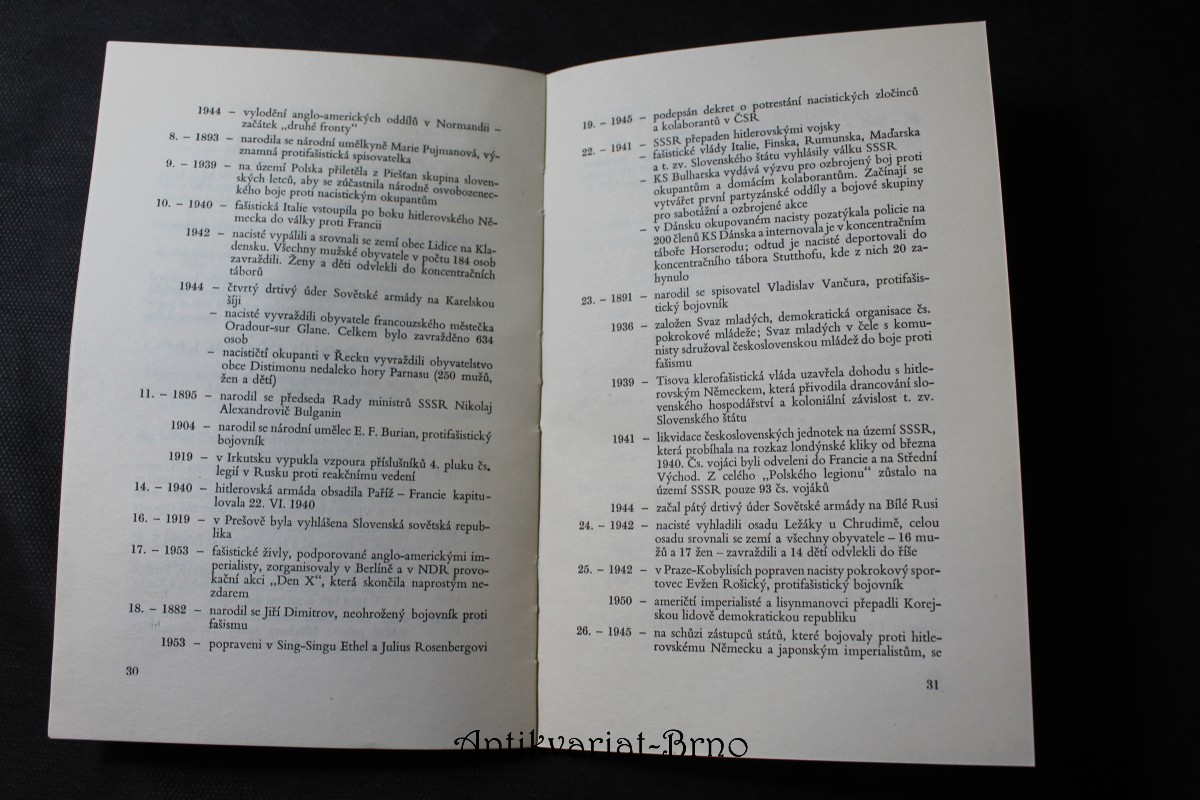 1944 – vylodění anglo-amerických oddílů v Normandii –
začátek „druhé fronty"
8. – 1893 – narodila se národní umělkyně Marie Pujmanová, vý-
znamná protifašistická spisovatelka
9. – 1939 – na území Polska přiletěla z Piešťan skupina sloven-
ských letců, aby se zúčastnila národně osvobozenec-
kého boje proti nacistickým okupantům
10. – 1940 – fašistická Italie vstoupila po boku hitlerovského Ně-
mecka do války proti Francii
1942 – nacisté vypálili a srovnali se zemí obec Lidice na Kla-
densku. Všechny mužské obyvatele v počtu 184 osob
zavraždili. Ženy a děti odvlekli do koncentračních
táborů
1944 – čtvrtý drtivý úder Sovětské armády na Karelskou
šíji
– nacisté vyvraždili obyvatele francouzského městečka
Oradour-sur Glane. Celkem bylo zavražděno 634
osob
– nacističtí okupanti v Řecku vyvraždili obyvatelstvo
obce Distimonu nedaleko hory Parnasu (250 mužů,
žen a dětí)
11. – 1895 – narodil se předseda Rady ministrů SSSR Nikolaj
Alexandrovič Bulganin
1904 – narodil se národní umělec E. F. Burian, protifašistický
bojovník
1919 – v Irkutsku vypukla vzpoura příslušníků 4. pluku čs.
legií v Rusku proti reakčnímu vedení
14. – 1940 – hitlerovská armáda obsadila Paříž – Francie kapitu-
lovala 22. VI. 1940
16. – 1919 – v Prešově byla vyhlášena Slovenská sovětská repub-
lika
17. – 1953 – fašistické živly, podporované anglo-americkými im-
perialisty, zorganisovaly v Berlíně a v NDR provo-
kační akci „Den X", která skončila naprostým ne-
zdarem
18. – 1882 – narodil se Jiří Dimitrov, neohrožený bojovník proti
fašismu
1953 – popraveni v Sing-Singu Ethel a Julius Rosenbergovi
30
19. – 1945 – podepsán dekret o potrestání nacistických zločinců
a kolaborantů v ČSR
22. – 1941 – SSSR přepaden hitlerovskými vojsky
– fašistické vlády Italie, Finska, Rumunska, Maďarska
a t. zv. Slovenského štátu vyhlásily válku SSSR
– KS Bulharska vydává výzvu pro ozbrojený boj proti
okupantům a domácím kolaborantům. Začínají se
vytvářet první partyzánské oddíly a bojové skupiny
pro sabotážní a ozbrojené akce
– v Dánsku okupovaném nacisty pozatýkala policie na
200 členů KS Dánska a internovala je v koncentračním
táboře Horserodu; odtud je nacisté deportovali do
koncentračního tábora Stutthofu, kde z nich 20 za-
hynulo
23. – 1891 – narodil se spisovatel Vladislav Vančura, protifašis-
tický bojovník
1936 – založen Svaz mladých, demokratická organisace čs.
pokrokové mládeže; Svaz mladých v čele s komu-
nisty sdružoval československou mládež do boje proti
fašismu
1939 – Tisova klerofašistická vláda uzavřela dohodu s hitle-
rovským Německem, která přivodila drancování slo-
venského hospodářství a koloniální závislost t. zv.
Slovenského štátu
1941 – likvidace československých jednotek na území SSSR,
která probíhala na rozkaz londýnské kliky od března
1940. Čs. vojáci byli odveleni do Francie a na Střední
Východ. Z celého „Polského legionu" zůstalo na
území SSSR pouze 93 čs. vojáků
1944 – začal pátý drtivý úder Sovětské armády na Bílé Rusi
24. – 1942 – nacisté vyhladili osadu Ležáky u Chrudimě, celou
osadu srovnali se zemí a všechny obyvatele – 16 mu-
žů a 17 žen – zavraždili a 14 dětí odvlekli do říše
25. – 1942 – v Praze-Kobylisích popraven nacisty pokrokový spor-
tovec Evžen Rošický, protifašistický bojovník
1950 – američtí imperialisté a lisynmanovci přepadli Korej-
skou lidově demokratickou republiku
26. – 1945 – na schůzi zástupců států, které bojovaly proti hitle-
rovskému Německu a japonským imperialistům, se
31
Antikvariat-Brno